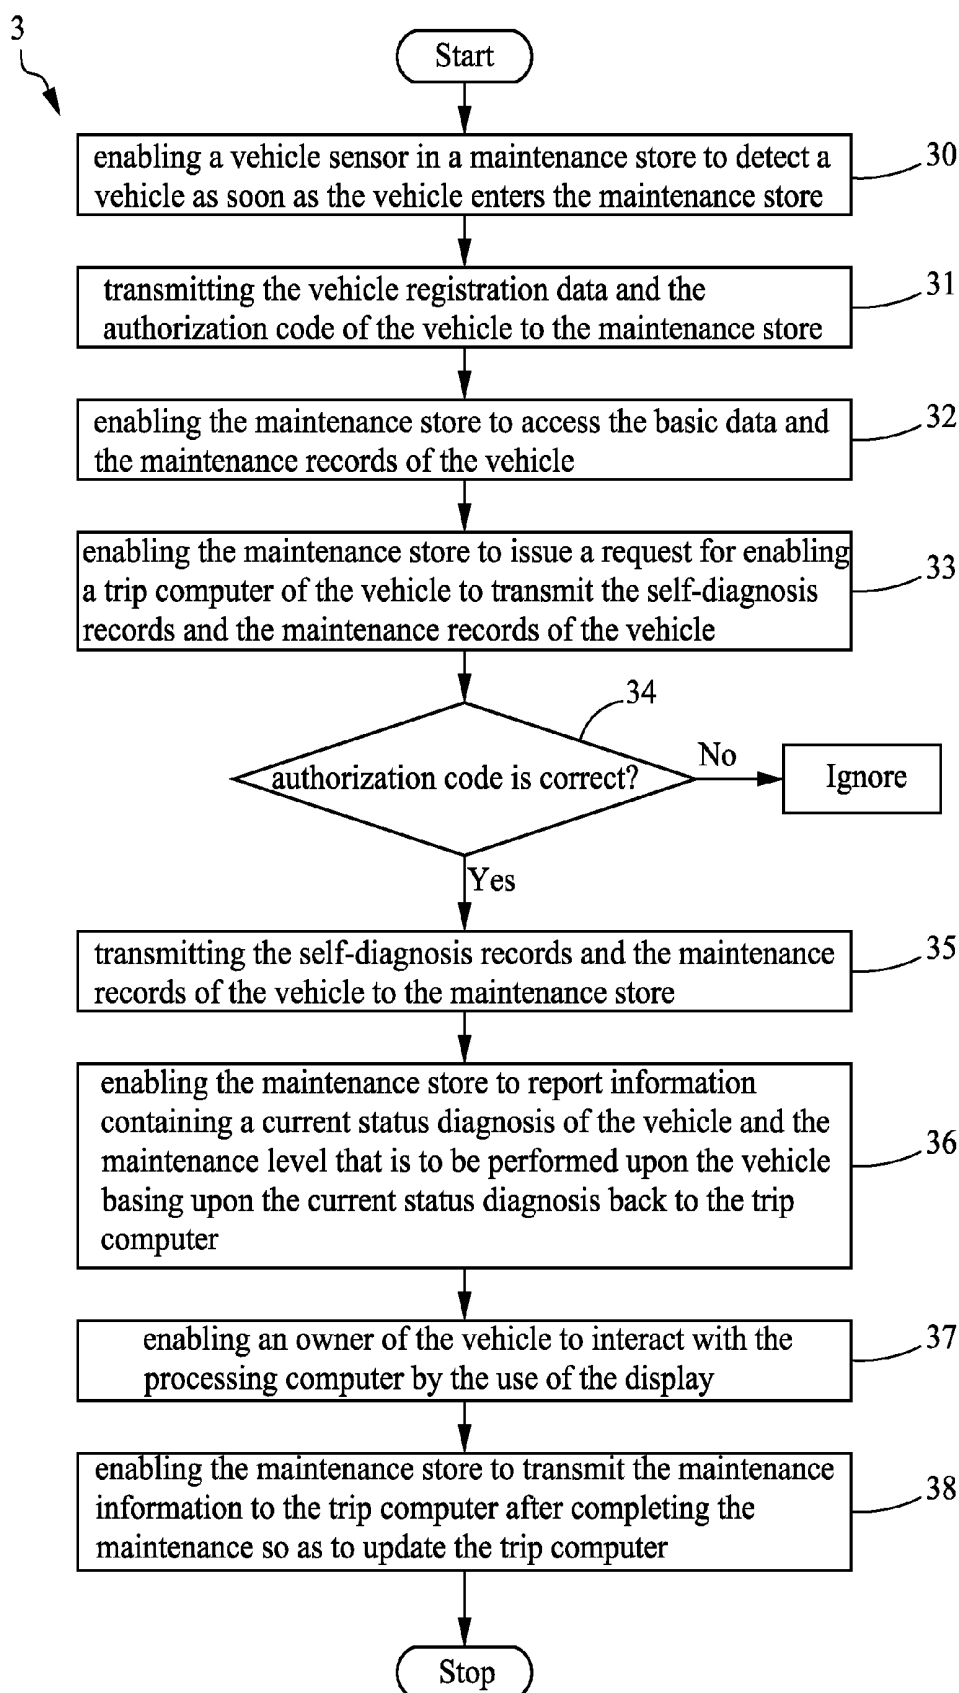 3
Start
enabling a vehicle sensor in a maintenance store to detect a
vehicle as soon as the vehicle enters the maintenance store
30
transmitting the vehicle registration data and the
authorization code of the vehicle to the maintenance store
31
enabling the maintenance store to access the basic data and
the maintenance records of the vehicle
32
enabling the maintenance store to issue a request for enabling
a trip computer of the vehicle to transmit the self-diagnosis
records and the maintenance records of the vehicle
33
34
authorization code is correct?
No
Ignore
Yes
transmitting the self-diagnosis records and the maintenance
records of the vehicle to the maintenance store
35
enabling the maintenance store to report information
containing a current status diagnosis of the vehicle and the
maintenance level that is to be performed upon the vehicle
basing upon the current status diagnosis back to the trip
computer
36
enabling an owner of the vehicle to interact with the
processing computer by the use of the display
37
enabling the maintenance store to transmit the maintenance
information to the trip computer after completing the
maintenance so as to update the trip computer
38
Stop